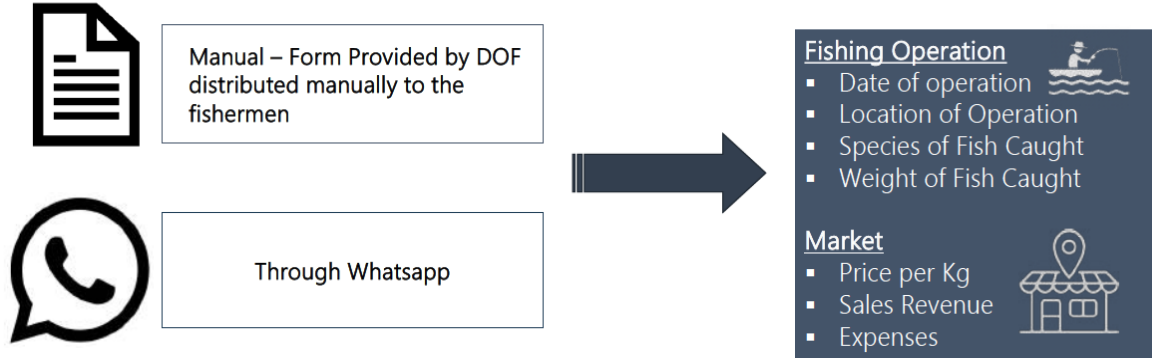 Manual – Form Provided by DOF
distributed manually to the
fishermen
Through Whatsapp
Fishing Operation
▪ Date of operation
▪ Location of Operation
▪ Species of Fish Caught
▪ Weight of Fish Caught
Market
▪ Price per Kg
▪ Sales Revenue
▪ Expenses